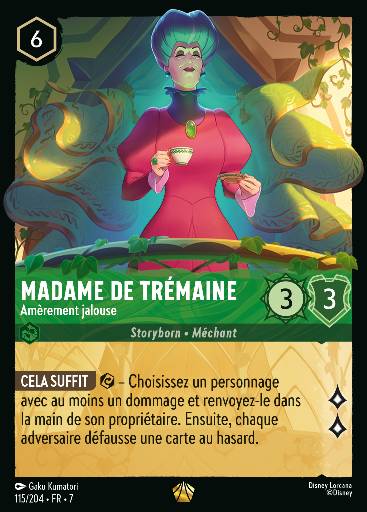 6
MADAME DE TRÉMAINE
Amèrement jalouse
3
3
Storyborn • Méchant
CELA SUFFIT – Choisissez un personnage
avec au moins un dommage et renvoyez-le dans
la main de son propriétaire. Ensuite, chaque
adversaire défausse une carte au hasard.
Gaku Kumatori
115/204 • FR • 7
Disney Lorcana
©Disney